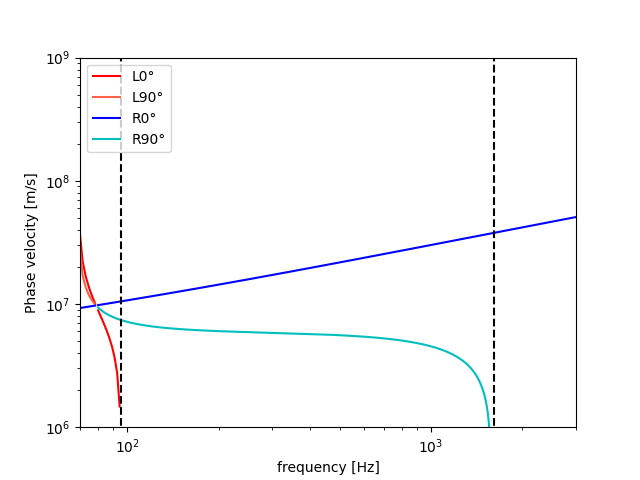 10⁹
10⁸
10⁷
10⁶
Phase velocity [m/s]
L0°
L90°
R0°
R90°
10²
10³
frequency [Hz]